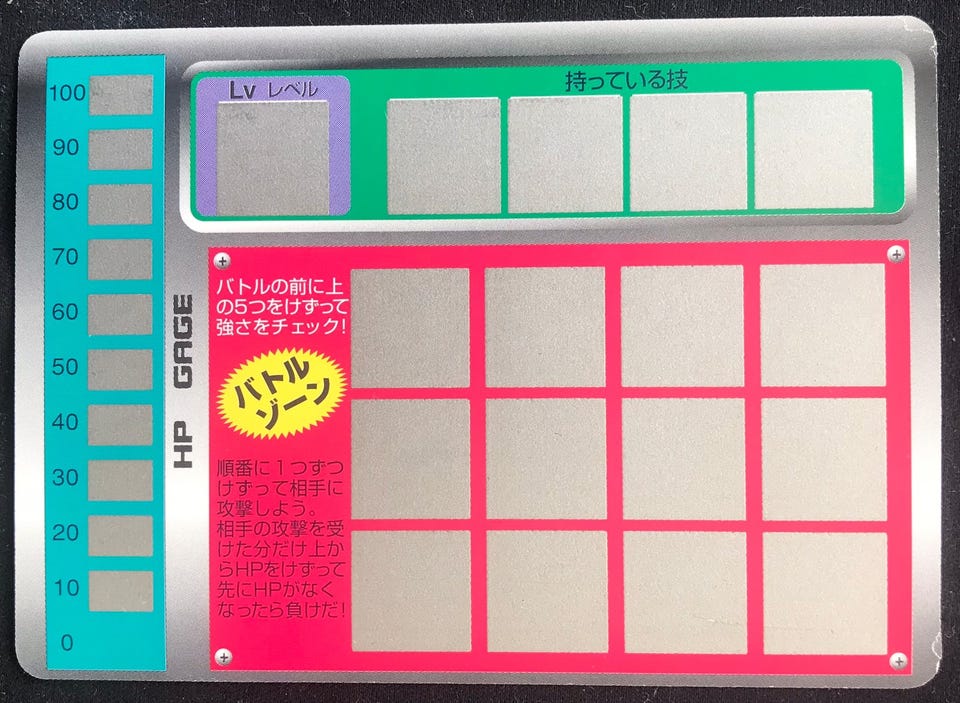 100
90
80
70
60
50
40
30
20
10
0
HP GAGE
Lv レベル
持っている技
バトルの前に上
の5つをけずって
強さをチェック!
バトル
ゾーン
順番に1つずつ
けずって相手に
攻撃しよう。
相手の攻撃を受
けた分だけ上か
らHPをけずって
先にHPがなく
なったら負けだ!